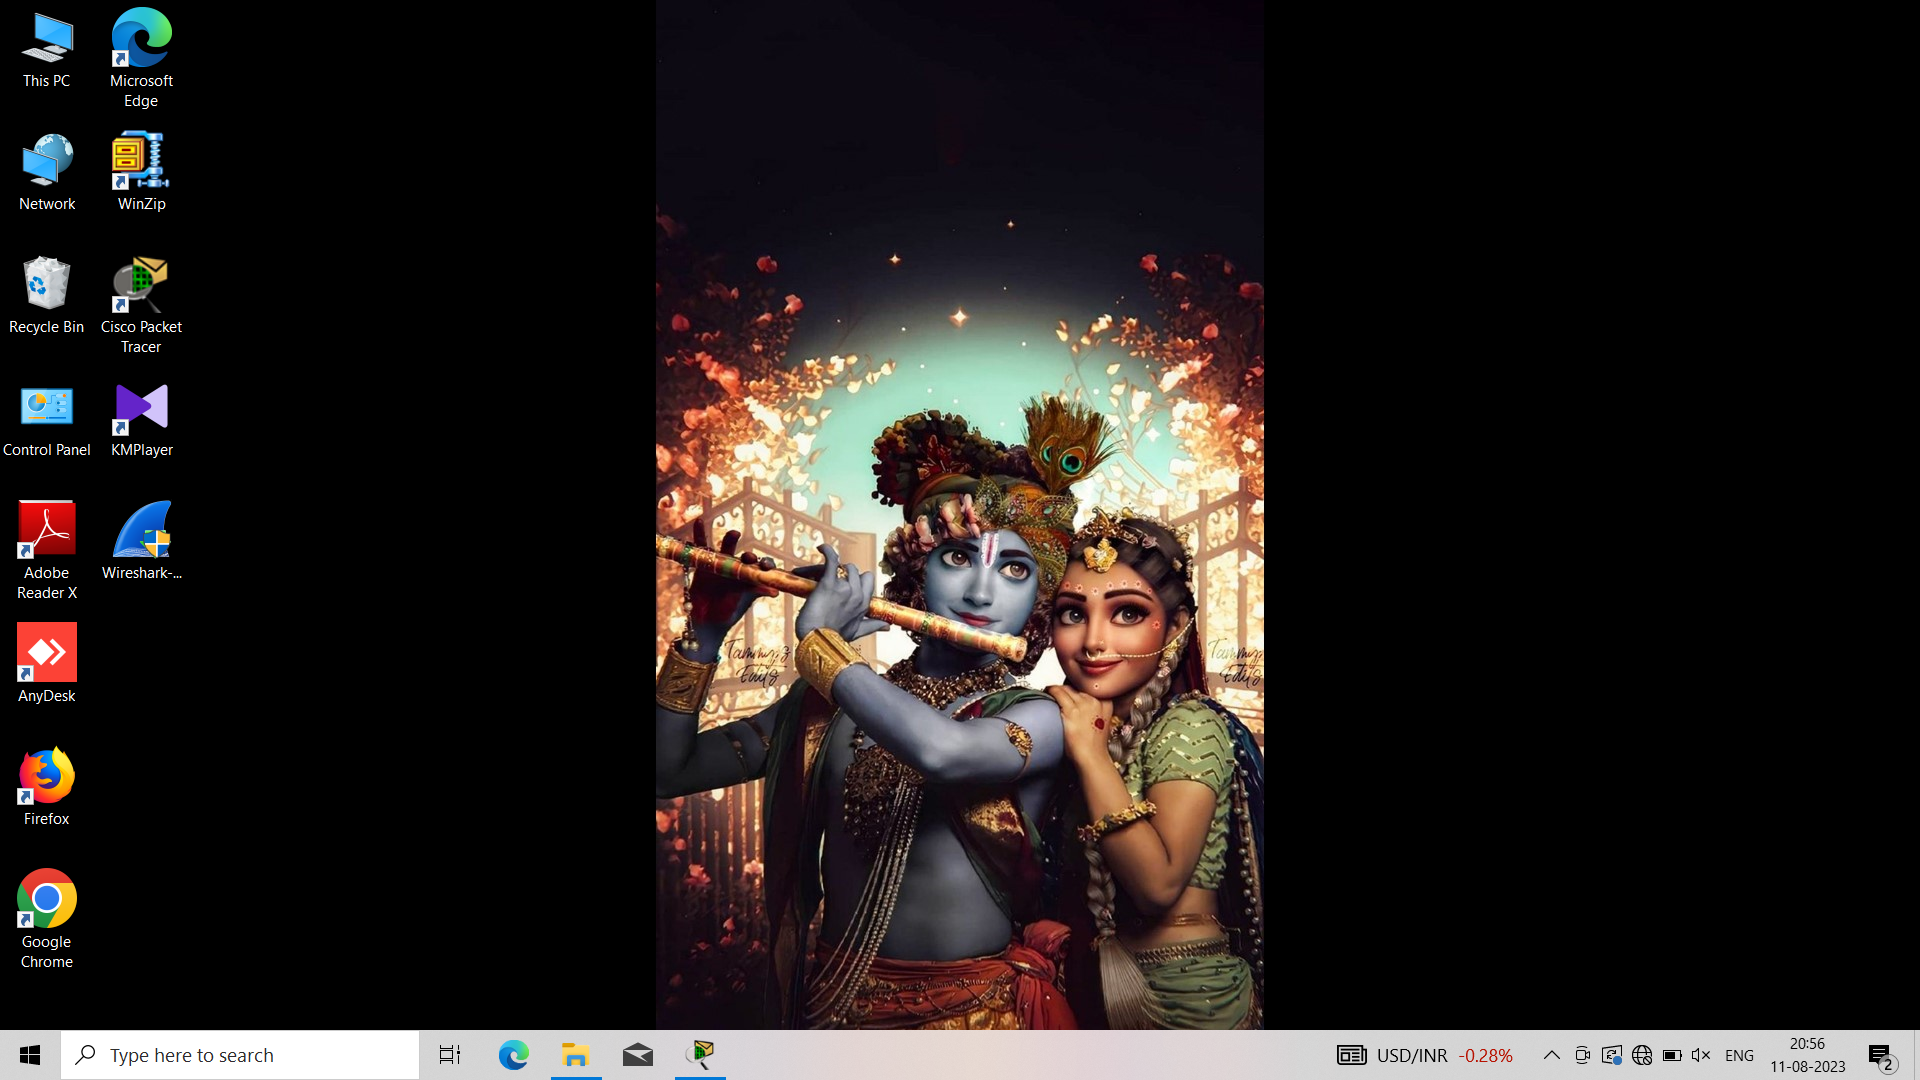 This PC
Microsoft
Edge
Network
WinZip
Recycle Bin
Cisco Packet
Tracer
Control Panel
KMPlayer
Adobe
Reader X
Wireshark-...
AnyDesk
Firefox
Google
Chrome
Tammyz
Edits
Tammyz
Edits
Type here to search
USD/INR -0.28%
ENG
20:56
11-08-2023
2